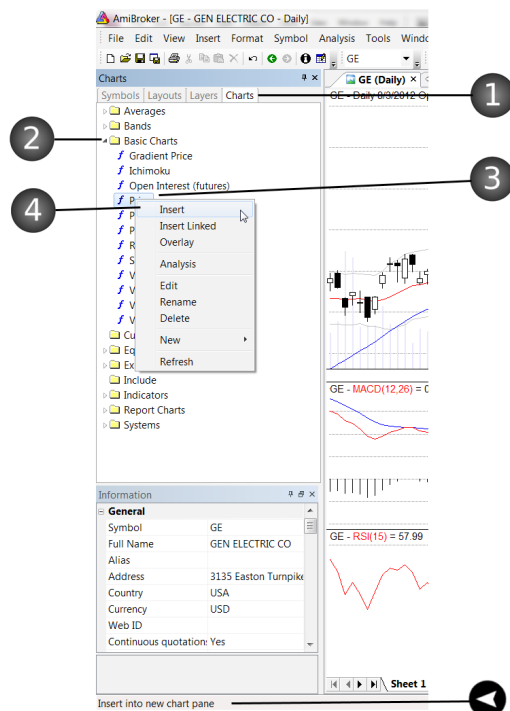 AmiBroker - [GE - GEN ELECTRIC CO - Daily]
File Edit View Insert Format Symbol Analysis Tools
GE
Charts
Symbols Layouts Layers Charts
GE (Daily)
GE - Daily 8/3/2012
1
Averages
Bands
2
Basic Charts
Gradient Price
Ichimoku
Open Interest (futures)
3
4
Insert
Insert Linked
Overlay
Analysis
Edit
Rename
Delete
New
Refresh
Include
Indicators
Report Charts
Systems
GE - MACD(12,26) =
GE - RSI(15) = 57.99
Information
General
Symbol GE
Full Name GEN ELECTRIC CO
Alias
Address 3135 Easton Turnpike
Country USA
Currency USD
Web ID
Continuous quotation: Yes
Sheet 1
Insert into new chart pane